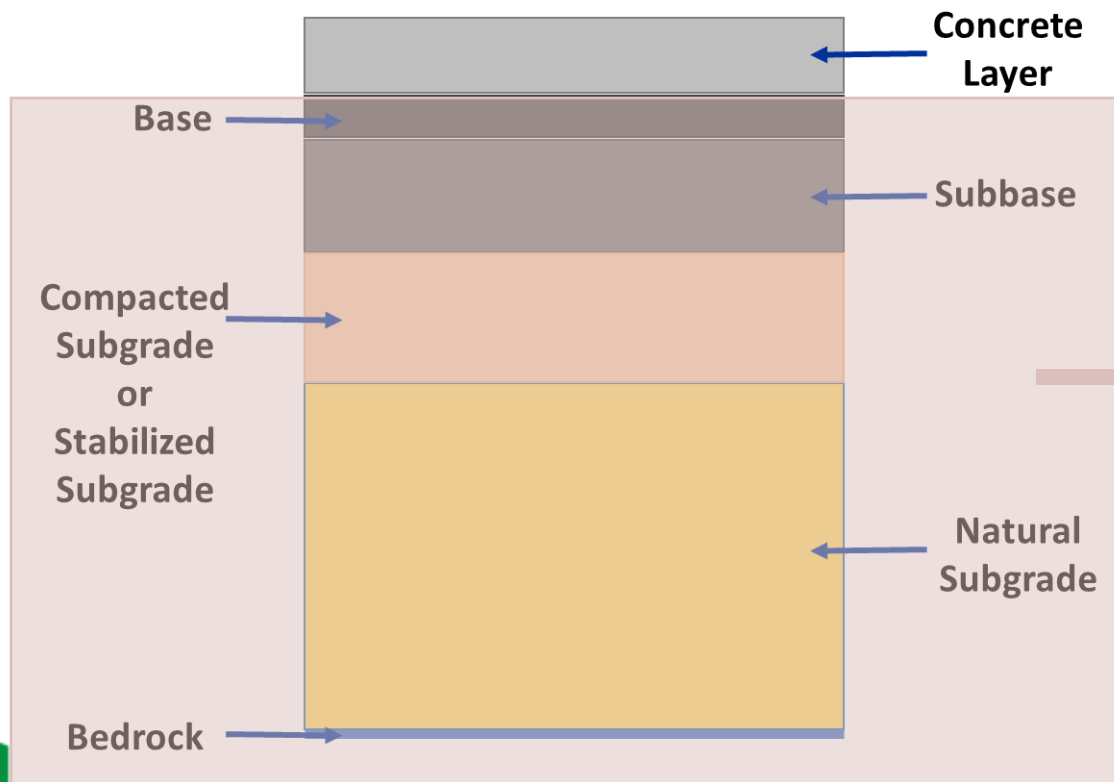 Concrete
Layer
Base
Subbase
Compacted
Subgrade
or
Stabilized
Subgrade
Natural
Subgrade
Bedrock